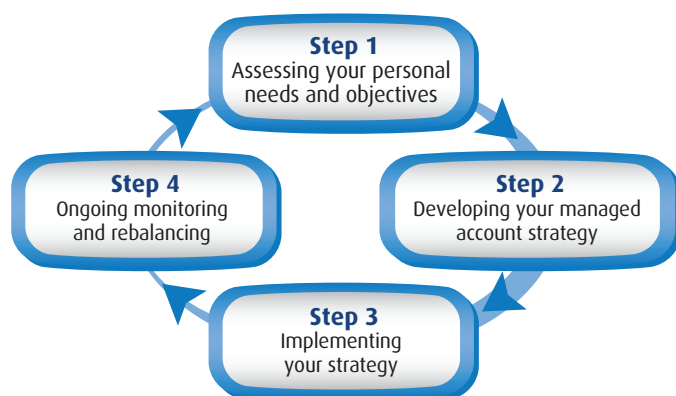 Step 1
Assessing your personal
needs and objectives
Step 2
Developing your managed
account strategy
Step 3
Implementing
your strategy
Step 4
Ongoing monitoring
and rebalancing